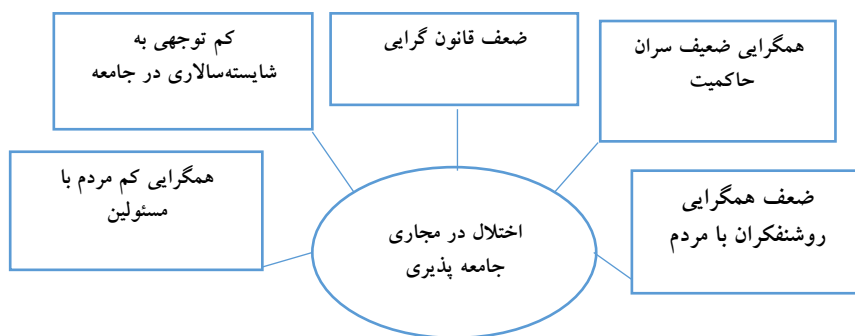 همگرایی ضعیف سران
حاکمیت
ضعف قانون گرایی
کم توجهی به
شایسته‌سالاری در جامعه
ضعف همگرایی
روشنفکران با مردم
همگرایی کم مردم با
مسئولین
اختلال در مجاری
جامعه پذیری